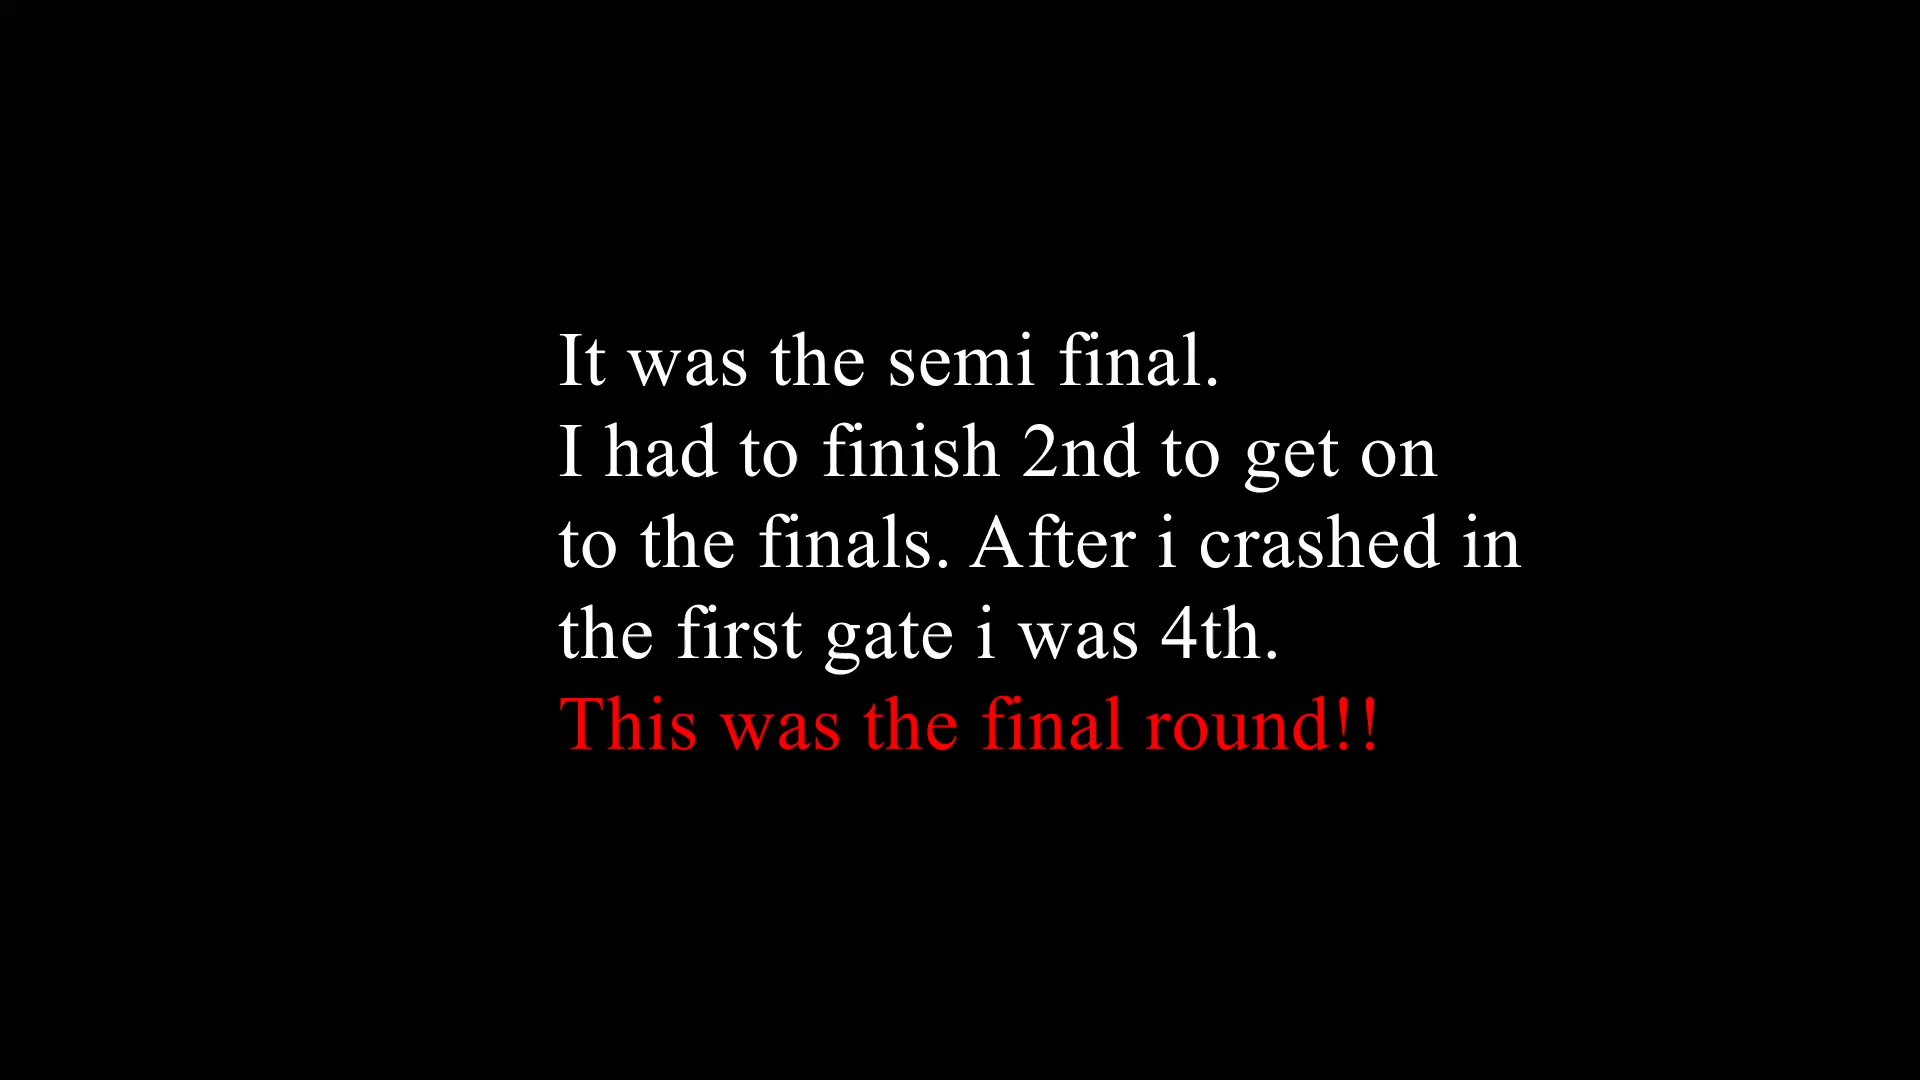 It was the semi final.
I had to finish 2nd to get on
to the finals. After i crashed in
the first gate i was 4th.
This was the final round!!